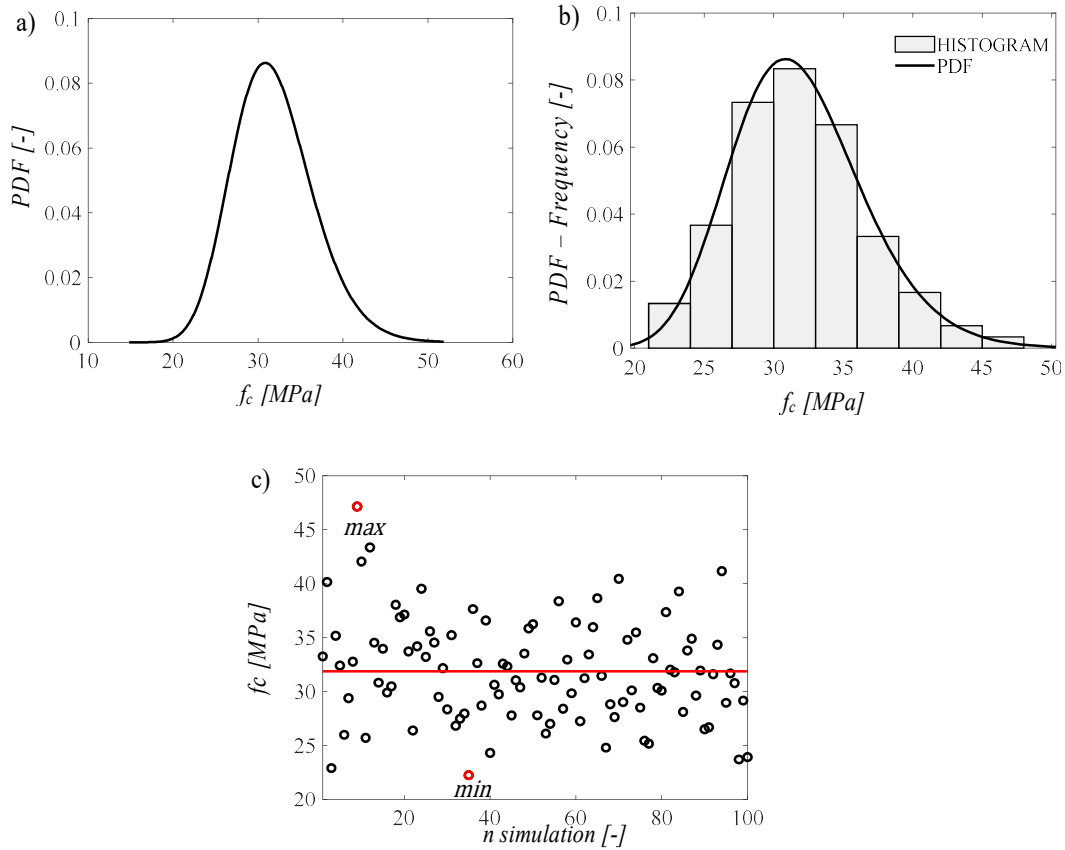 a)
0.1
0.08
0.06
0.04
0.02
0
PDF [-]
10 20 30 40 50 60
fc [MPa]
b)
0.1
0.08
0.06
0.04
0.02
0
PDF – Frequency [-]
HISTOGRAM
PDF
20 25 30 35 40 45 50
fc [MPa]
c)
50
45
40
35
30
25
20
fc [MPa]
max
min
20 40 60 80 100
n simulation [-]